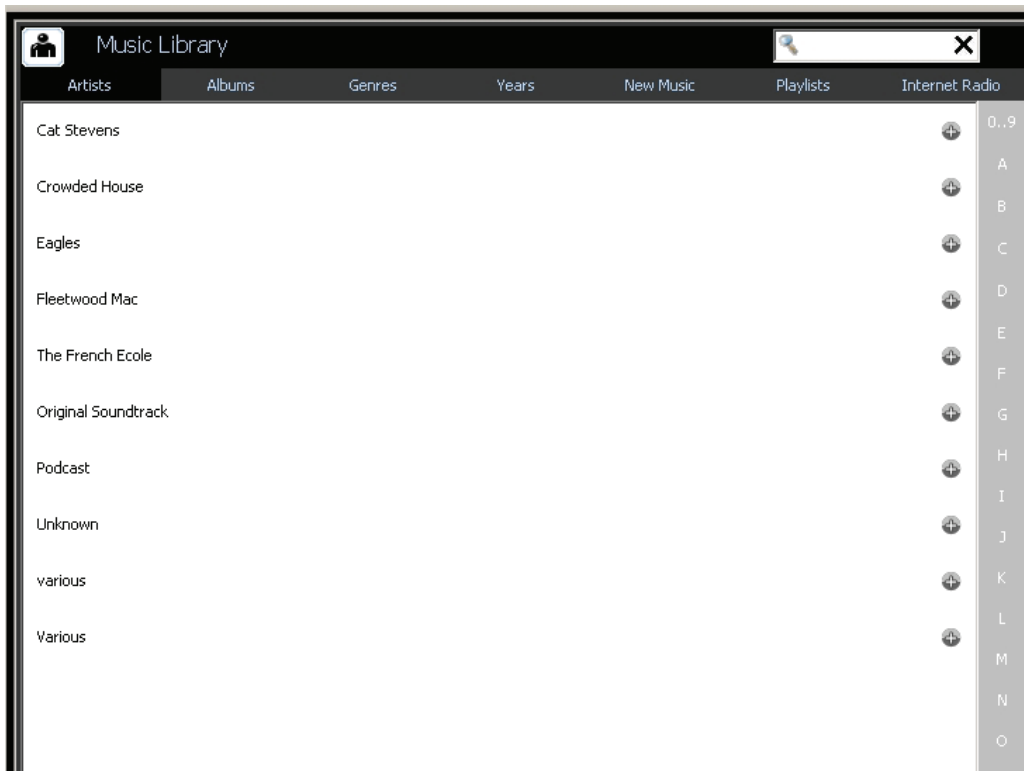 Music Library
Artists Albums Genres Years New Music Playlists Internet Radio
Cat Stevens
Crowded House
Eagles
Fleetwood Mac
The French Ecole
Original Soundtrack
Podcast
Unknown
various
Various
0..9
A
B
C
D
E
F
G
H
I
J
K
L
M
N
O